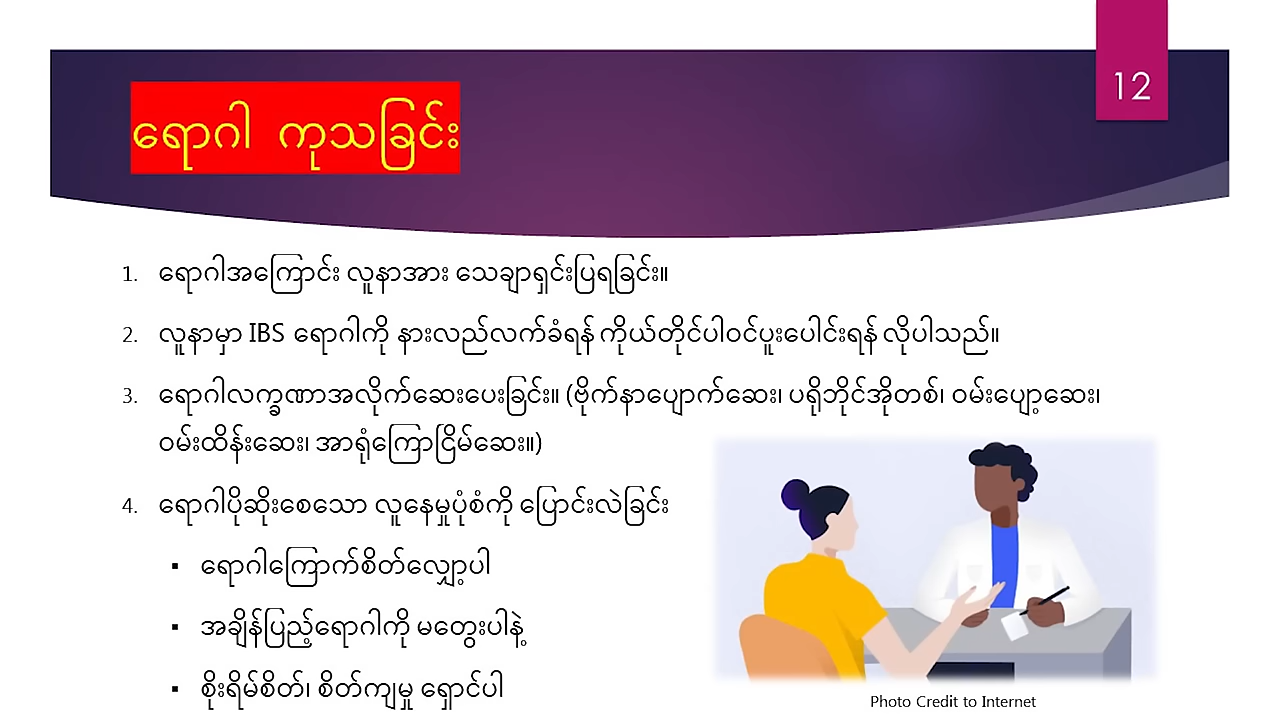 12
ရောဂါ ကုသခြင်း
1. ရောဂါအကြောင်း လူနာအား သေချာရှင်းပြရခြင်း။
2. လူနာမှာ IBS ရောဂါကို နားလည်လက်ခံရန် ကိုယ်တိုင်ပါဝင်ပူးပေါင်းရန် လိုပါသည်။
3. ရောဂါလက္ခဏာအလိုက်ဆေးပေးခြင်း။ (ဗိုက်နာပျောက်ဆေး၊ ပရိုဘိုင်အိုတစ်၊ ဝမ်းပျော့ဆေး၊
ဝမ်းထိန်းဆေး၊ အာရုံကြောငြိမ်ဆေး။)
4. ရောဂါပိုဆိုးစေသော လူနေမှုပုံစံကို ပြောင်းလဲခြင်း
▪ ရောဂါကြောက်စိတ်လျှော့ပါ
▪ အချိန်ပြည့်ရောဂါကို မတွေးပါနဲ့
▪ စိုးရိမ်စိတ်၊ စိတ်ကျမှု ရှောင်ပါ
Photo Credit to Internet